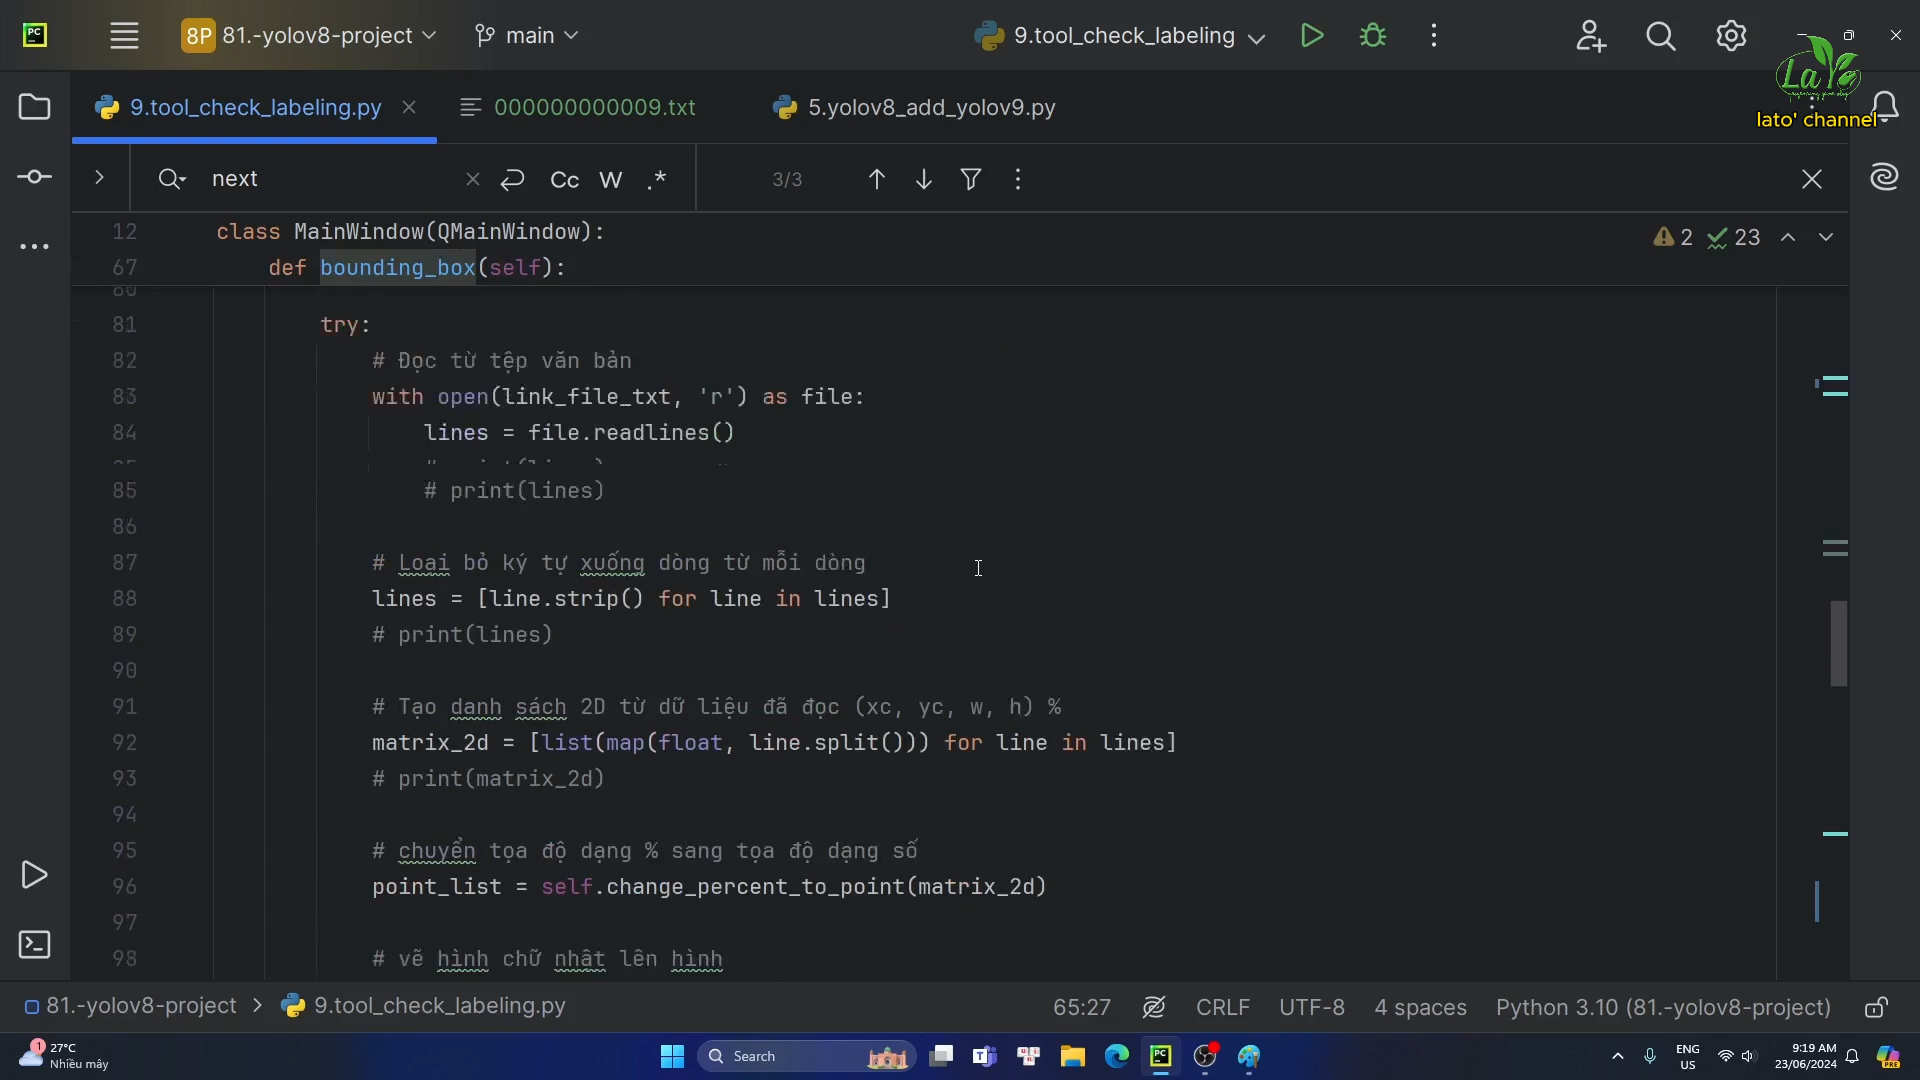 PC
8P 81.-yolov8-project
main
9.tool_check_labeling
LaYo
lato' channel
9.tool_check_labeling.py
000000000009.txt
5.yolov8_add_yolov9.py
next
Cc W .*
3/3
12 class MainWindow(QMainWindow):
2 23
67 def bounding_box(self):
80
81 try:
82 # Đọc từ tệp văn bản
83 with open(link_file_txt, 'r') as file:
84 lines = file.readlines()
85 # print(lines)
86
87 # Loại bỏ ký tự xuống dòng từ mỗi dòng
88 lines = [line.strip() for line in lines]
89 # print(lines)
90
91 # Tạo danh sách 2D từ dữ liệu đã đọc (xc, yc, w, h) %
92 matrix_2d = [list(map(float, line.split())) for line in lines]
93 # print(matrix_2d)
94
95 # chuyển tọa độ dạng % sang tọa độ dạng số
96 point_list = self.change_percent_to_point(matrix_2d)
97
98 # vẽ hình chữ nhật lên hình
81.-yolov8-project > 9.tool_check_labeling.py
65:27
CRLF
UTF-8
4 spaces
Python 3.10 (81.-yolov8-project)
1
27°C
Nhiều mây
Search
PC
ENG
US
9:19 AM
23/06/2024
PRE